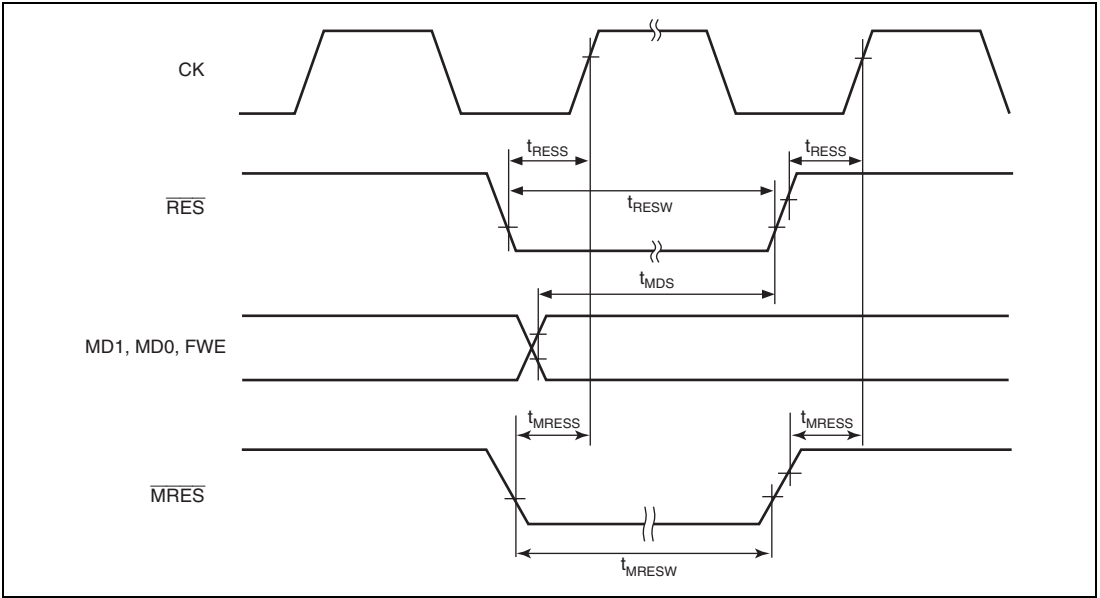 CK
tRESS
tRESS
RES
tRESW
tMDS
MD1, MD0, FWE
tMRESS
tMRESS
MRES
tMRESW